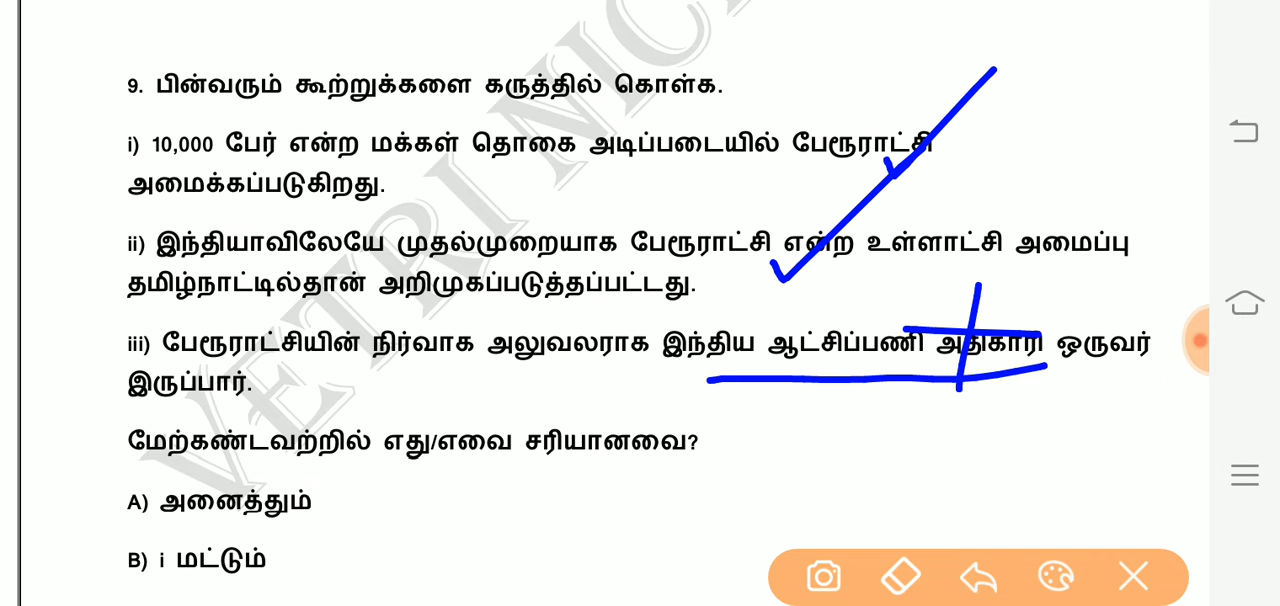 9. பின்வரும் கூற்றுக்களை கருத்தில் கொள்க.
i) 10,000 பேர் என்ற மக்கள் தொகை அடிப்படையில் பேரூராட்சி
அமைக்கப்படுகிறது.
ii) இந்தியாவிலேயே முதல்முறையாக பேரூராட்சி என்ற உள்ளாட்சி அமைப்பு
தமிழ்நாட்டில்தான் அறிமுகப்படுத்தப்பட்டது.
iii) பேரூராட்சியின் நிர்வாக அலுவலராக இந்திய ஆட்சிப்பணி அதிகாரி ஒருவர்
இருப்பார்.
மேற்கண்டவற்றில் எது/எவை சரியானவை?
A) அனைத்தும்
B) i மட்டும்
VETRI NIC